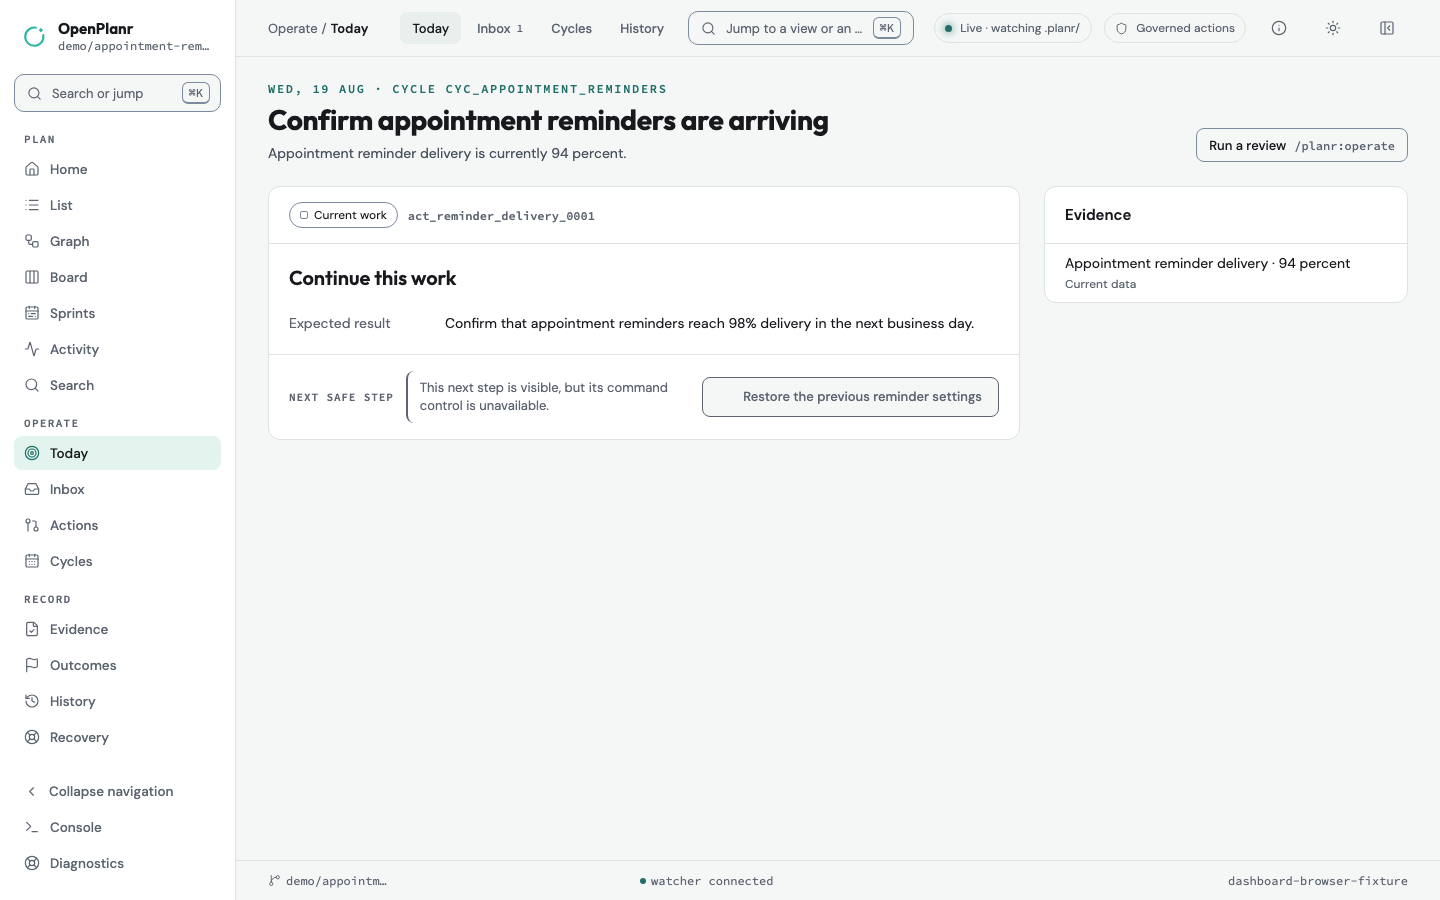 OpenPlanr
demo/appointment-rem…
Search or jump ⌘K
PLAN
Home
List
Graph
Board
Sprints
Activity
Search
OPERATE
Today
Inbox
Actions
Cycles
RECORD
Evidence
Outcomes
History
Recovery
Collapse navigation
Console
Diagnostics
Operate / Today
Today
Inbox 1
Cycles
History
Jump to a view or an … ⌘K
Live · watching .planr/
Governed actions
WED, 19 AUG · CYCLE CYC_APPOINTMENT_REMINDERS
Confirm appointment reminders are arriving
Appointment reminder delivery is currently 94 percent.
Run a review /planr:operate
Current work act_reminder_delivery_0001
Continue this work
Expected result Confirm that appointment reminders reach 98% delivery in the next business day.
NEXT SAFE STEP
This next step is visible, but its command
control is unavailable.
Restore the previous reminder settings
Evidence
Appointment reminder delivery · 94 percent
Current data
demo/appointm…
watcher connected
dashboard-browser-fixture